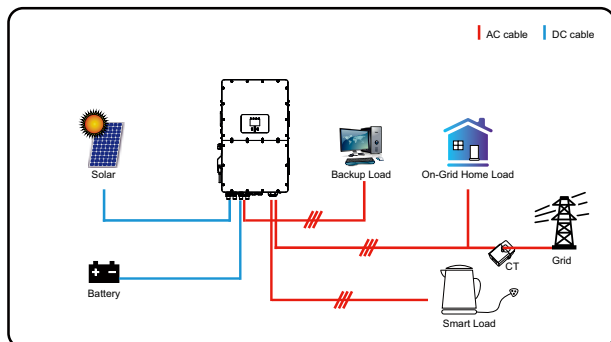 AC cable
DC cable
Solar
Backup Load
On-Grid Home Load
CT
Grid
Battery
Smart Load